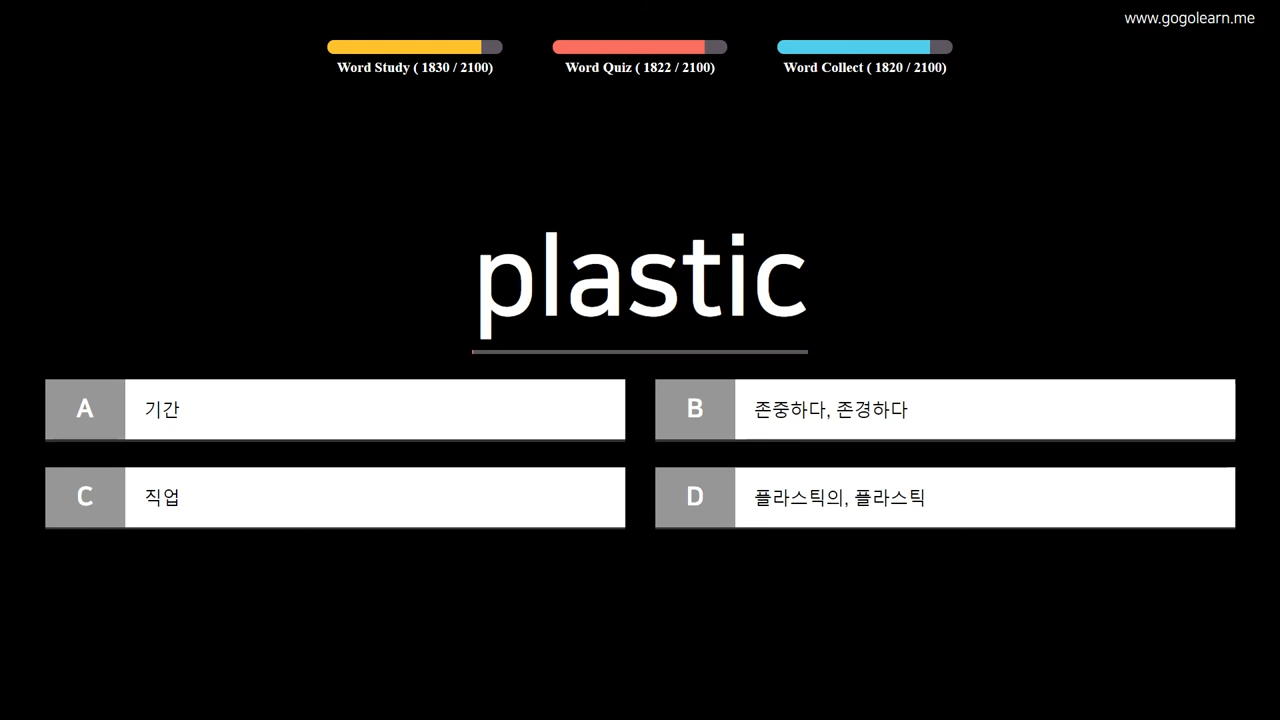 www.gogolearn.me
Word Study ( 1830 / 2100)
Word Quiz ( 1822 / 2100)
Word Collect ( 1820 / 2100)
plastic
A 기간
B 존중하다, 존경하다
C 직업
D 플라스틱의, 플라스틱